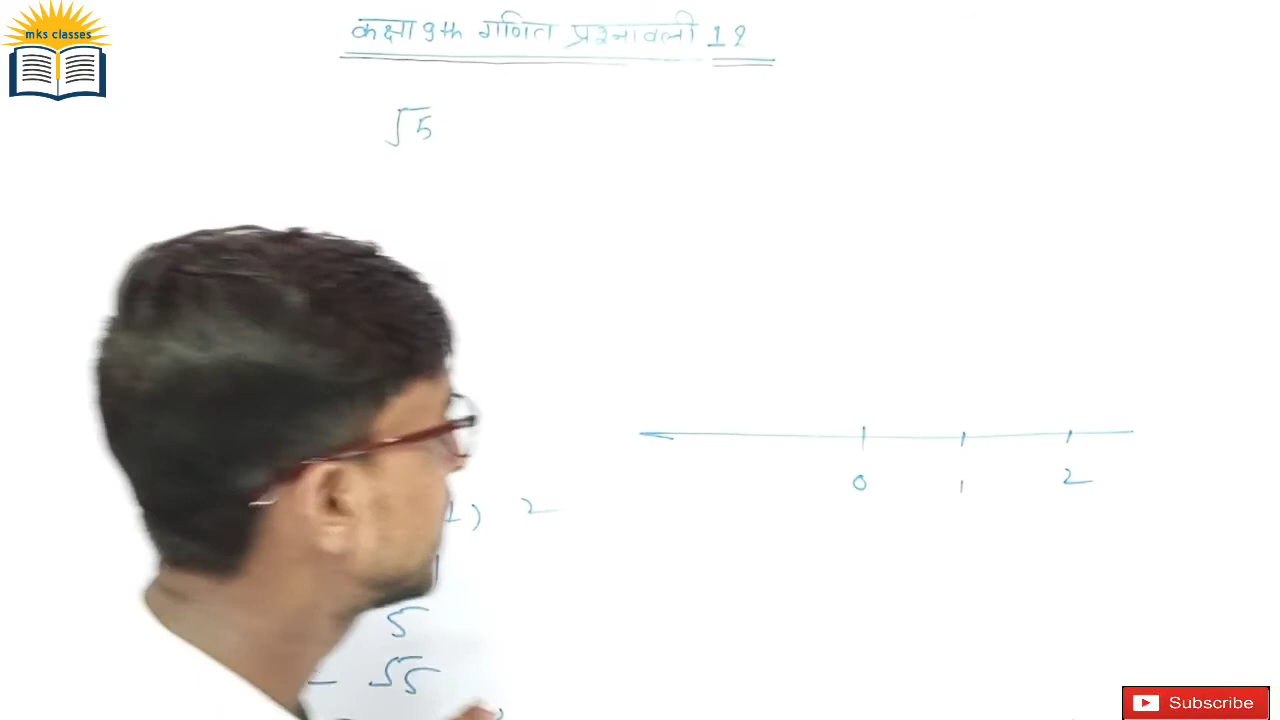 mks classes
कक्षा 9th गणित प्रश्नावली 1.2
√5
0 1 2
) 2
5
= √5
Subscribe